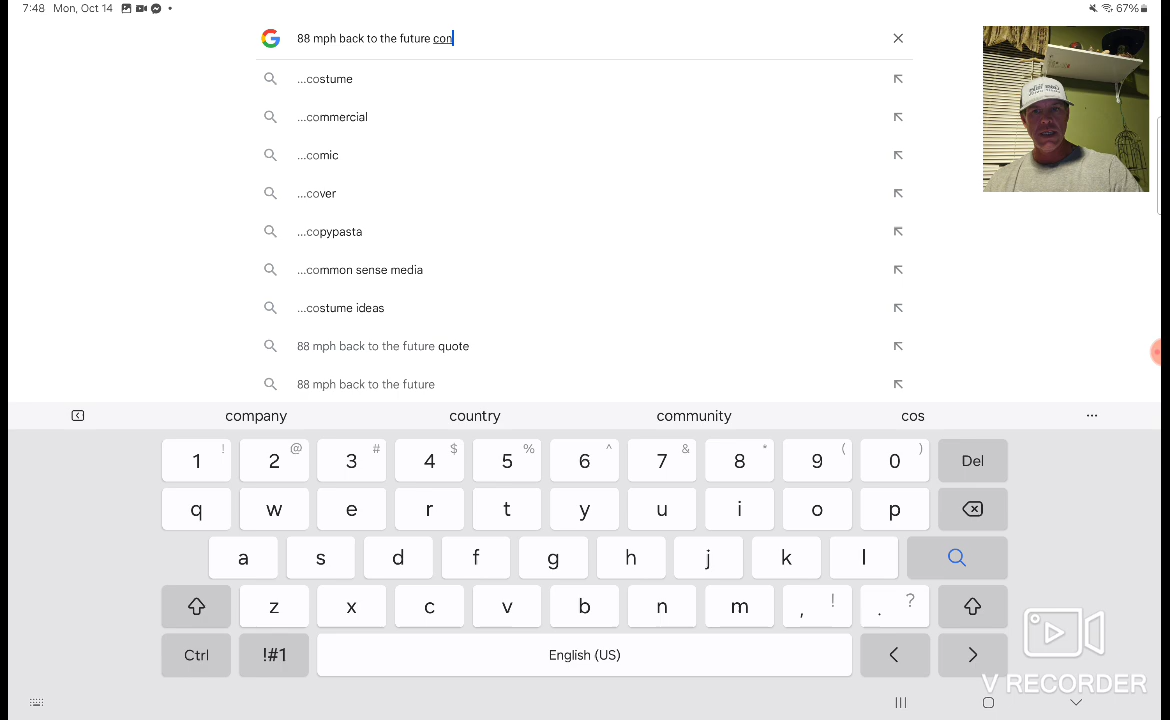 7:48 Mon, Oct 14
67%
88 mph back to the future con
...costume
...commercial
...comic
...cover
...copypasta
...common sense media
...costume ideas
88 mph back to the future quote
88 mph back to the future
company country community cos ...
1 ! 2 @ 3 # 4 $ 5 % 6 ^ 7 & 8 * 9 ( 0 ) Del
q w e r t y u i o p
a s d f g h j k l
z x c v b n m , ! . ?
Ctrl !#1 English (US) < >
V RECORDER